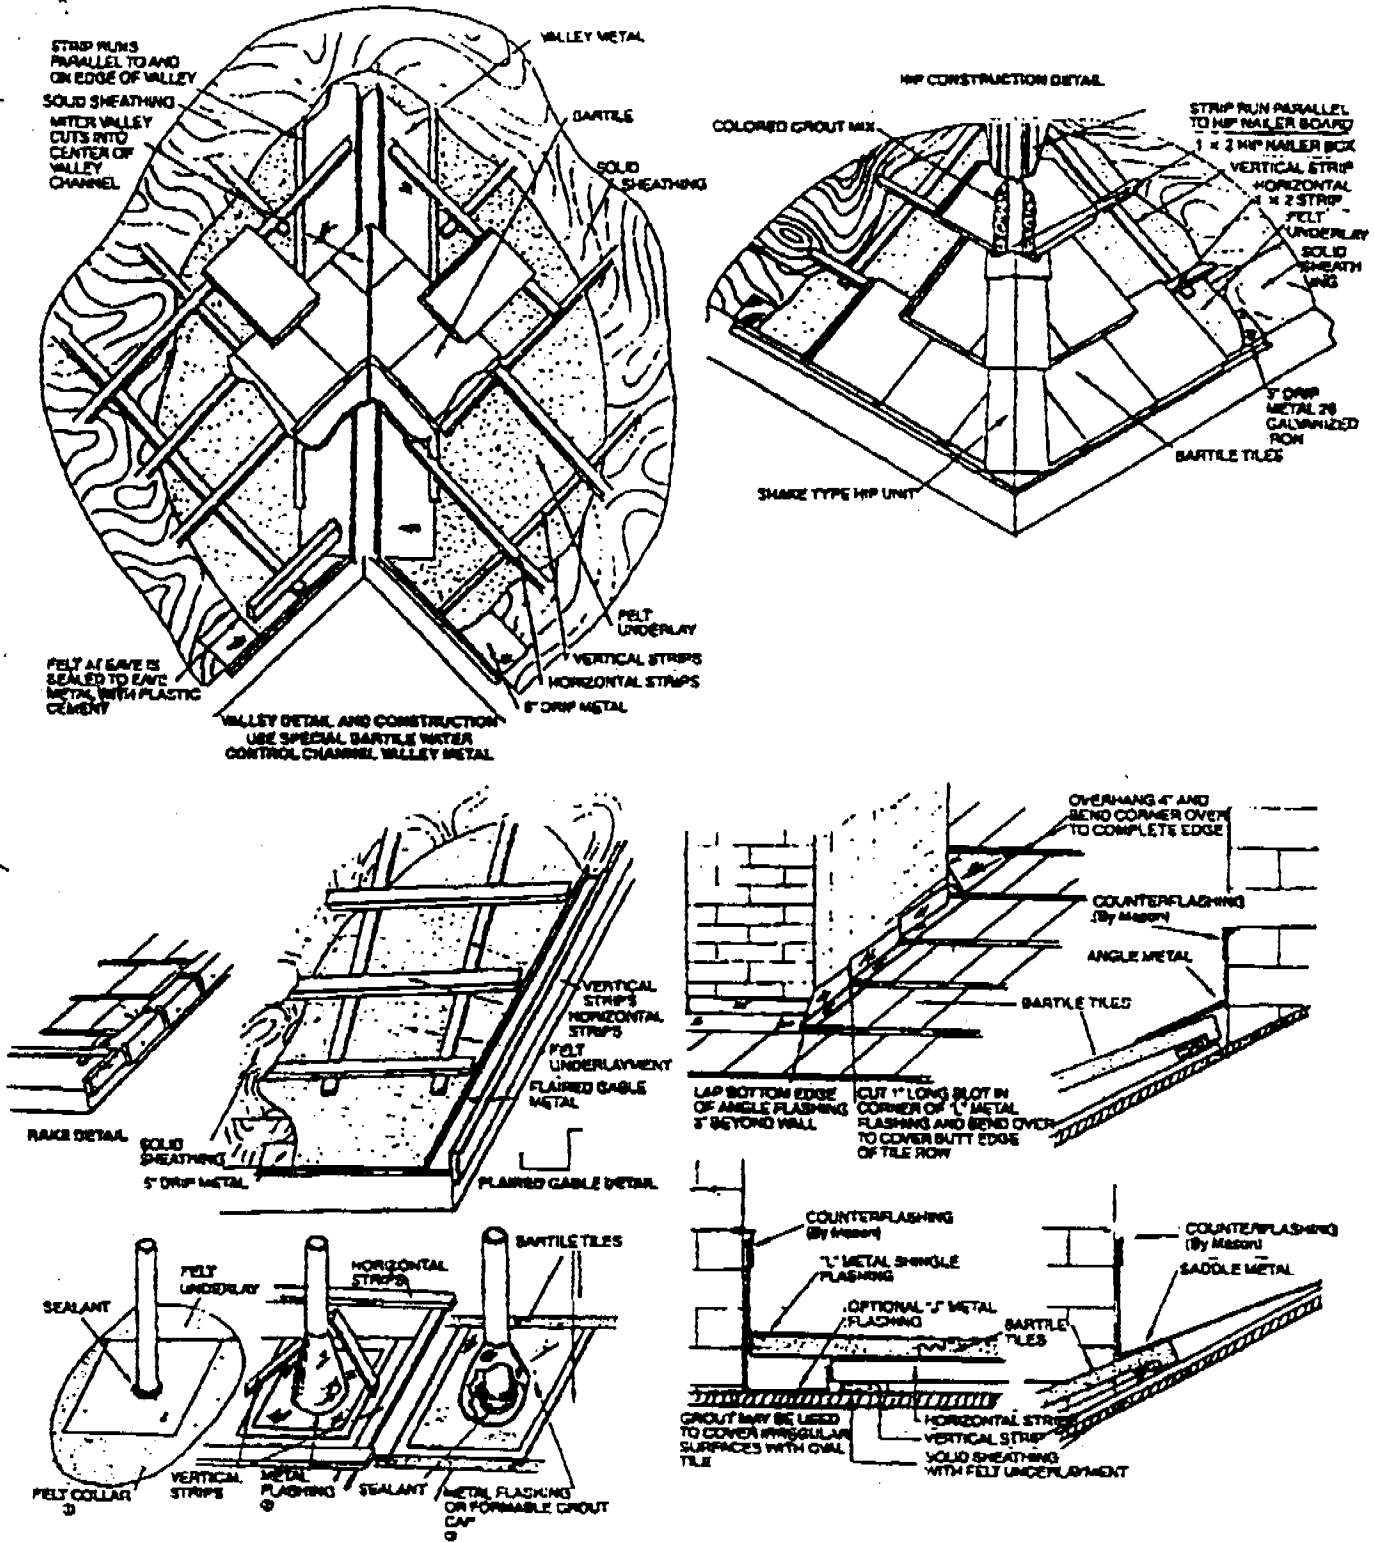 STRIP RUNS
PARALLEL TO AND
ON EDGE OF VALLEY
SOLID SHEATHING
MITER VALLEY
CUTS INTO
CENTER OF
VALLEY
CHANNEL
VALLEY METAL
BARTILE
SOLID
SHEATHING
FELT AT EAVE IS
SEALED TO EAVE
METAL WITH PLASTIC
CEMENT
FELT
UNDERLAY
VERTICAL STRIPS
HORIZONTAL STRIPS
DRIP METAL
VALLEY DETAIL AND CONSTRUCTION
USE SPECIAL BARTILE WATER
CONTROL CHANNEL VALLEY METAL
HIP CONSTRUCTION DETAIL
COLORED GROUT MIX
STRIP RUN PARALLEL
TO HIP NAILER BOARD
1 × 2 HIP NAILER BOX
VERTICAL STRIP
HORIZONTAL
1 × 2 STRIP
FELT
UNDERLAY
SOLID
SHEATH
ING
DRIP
METAL 26
GALVANIZED
IRON
BARTILE TILES
SHAKE TYPE HIP UNIT
RAKE DETAIL
SOLID
SHEATHING
5" DRIP METAL
VERTICAL
STRIPS
HORIZONTAL
STRIPS
FELT
UNDERLAYMENT
FLAIRED GABLE
METAL
FLAIRED GABLE DETAIL
OVERHANG 4" AND
BEND CORNER OVER
TO COMPLETE EDGE
COUNTERFLASHING
(By Mason)
ANGLE METAL
BARTILE TILES
LAP BOTTOM EDGE
OF ANGLE FLASHING
3" BEYOND WALL
CUT 1" LONG SLOT IN
CORNER OF "L" METAL
FLASHING AND BEND OVER
TO COVER BUTT EDGE
OF TILE ROW
SEALANT
FELT
UNDERLAY
HORIZONTAL
STRIPS
BARTILE TILES
FELT COLLAR
①
VERTICAL
STRIPS
METAL
FLASHING
②
SEALANT
METAL FLASHING
OR FORMABLE GROUT
CAP
③
COUNTERFLASHING
(By Mason)
"L" METAL SHINGLE
FLASHING
OPTIONAL "J" METAL
FLASHING
BARTILE
TILES
COUNTERFLASHING
(By Mason)
SADDLE METAL
GROUT MAY BE USED
TO COVER IRREGULAR
SURFACES WITH OVAL
TILE
HORIZONTAL STRIP
VERTICAL STRIP
SOLID SHEATHING
WITH FELT UNDERLAYMENT